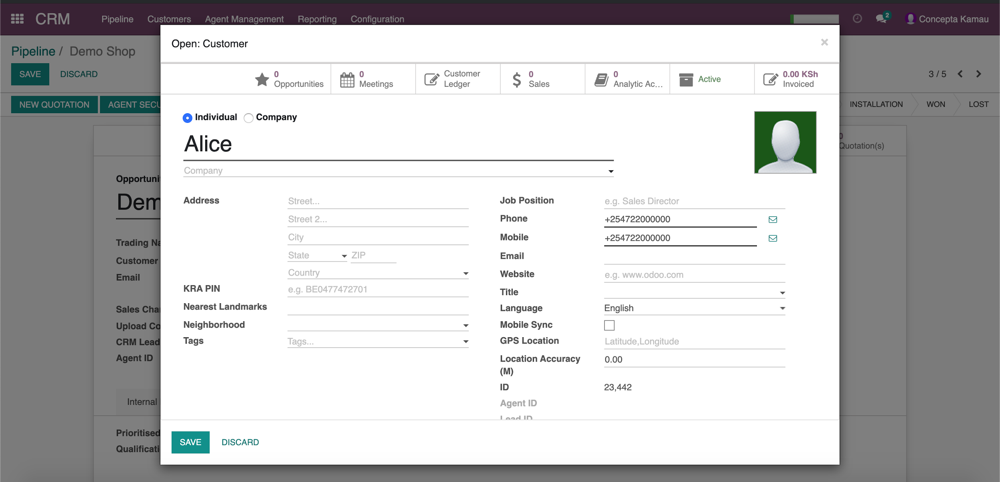 CRM Pipeline Customers Agent Management Reporting Configuration 2 Concepta Kamau
Pipeline / Demo Shop
SAVE DISCARD
3 / 5
NEW QUOTATION AGENT SECU
INSTALLATION WON LOST
0
Quotation(s)
Opportuni
Dem
Trading Na
Customer
Email
Sales Cha
Upload Co
CRM Lead
Agent ID
Internal
Prioritised
Qualificati
Open: Customer ×
0 Opportunities
0 Meetings
Customer Ledger
$ 0 Sales
0 Analytic Ac...
Active
0.00 KSh Invoiced
Individual Company
Alice
Company
Address Street...
Street 2...
City
State ZIP
Country
KRA PIN e.g. BE0477472701
Nearest Landmarks
Neighborhood
Tags Tags...
Job Position e.g. Sales Director
Phone +254722000000
Mobile +254722000000
Email
Website e.g. www.odoo.com
Title
Language English
Mobile Sync
GPS Location Latitude,Longitude
Location Accuracy (M) 0.00
ID 23,442
Agent ID
Lead ID
SAVE DISCARD